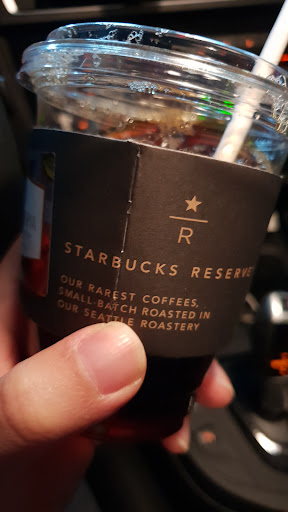 R
STARBUCKS RESERVE
OUR RAREST COFFEES,
SMALL-BATCH ROASTED IN
OUR SEATTLE ROASTERY